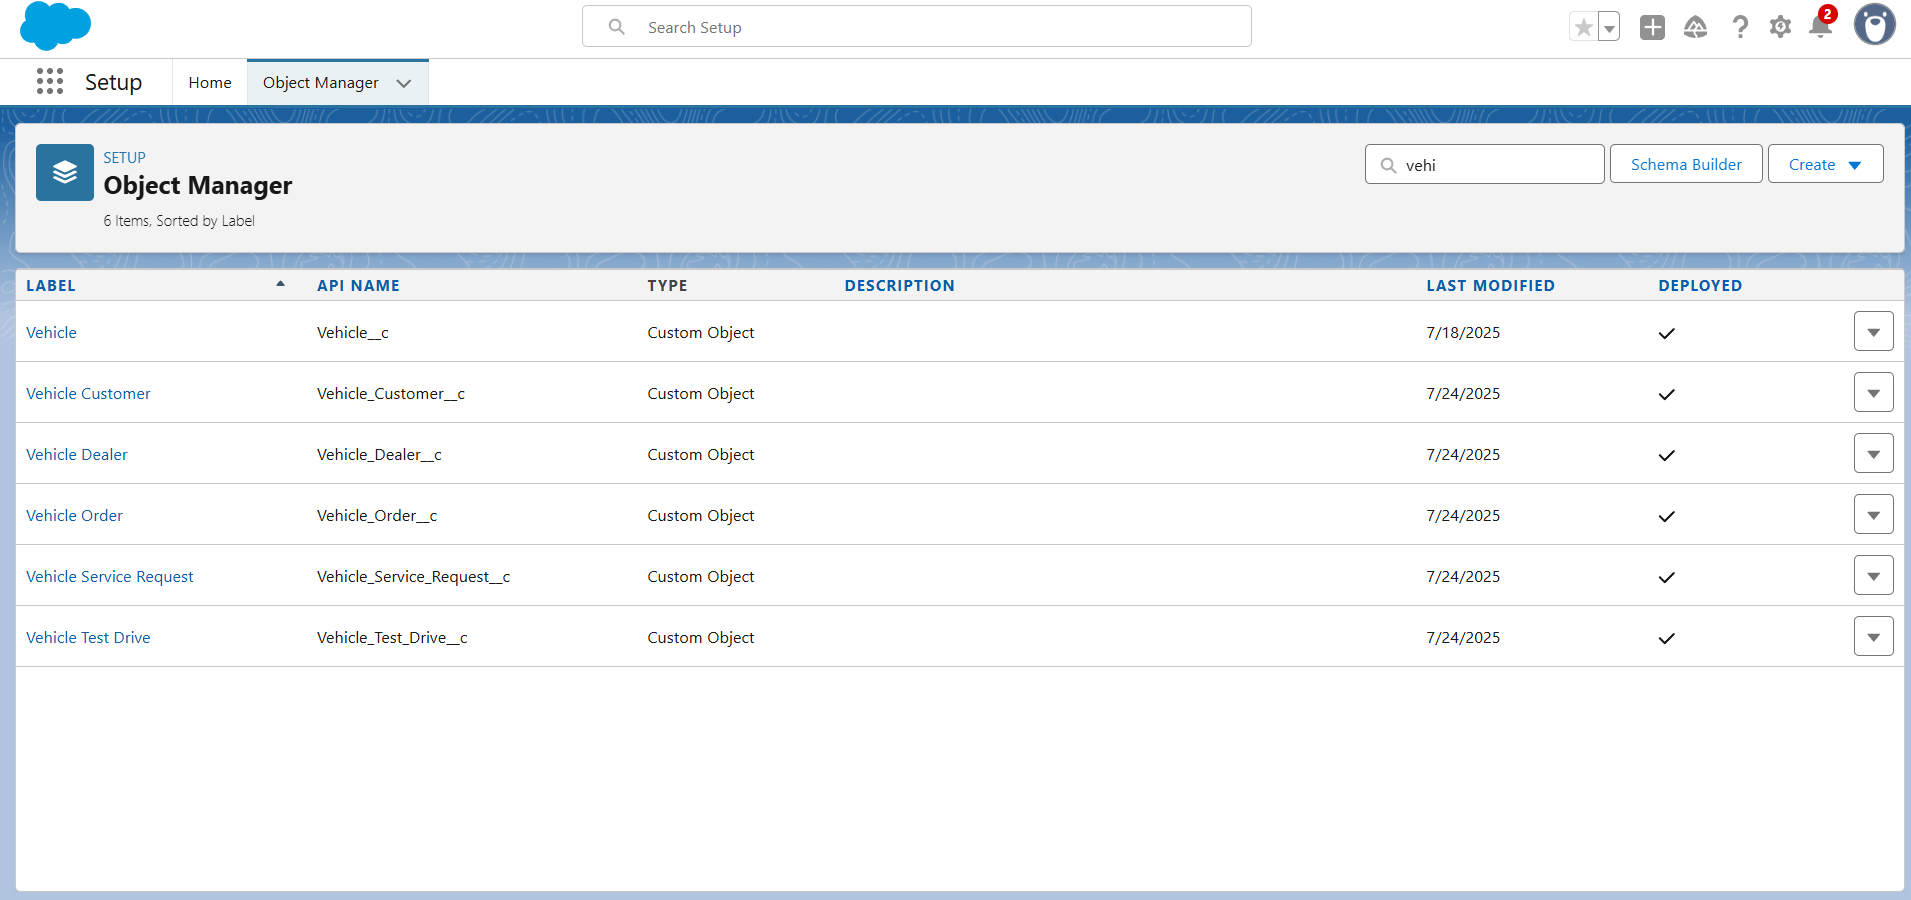 Search Setup
2
Setup
Home
Object Manager
SETUP
Object Manager
6 Items, Sorted by Label
vehi
Schema Builder
Create
LABEL API NAME TYPE DESCRIPTION LAST MODIFIED DEPLOYED
Vehicle Vehicle__c Custom Object 7/18/2025
Vehicle Customer Vehicle_Customer__c Custom Object 7/24/2025
Vehicle Dealer Vehicle_Dealer__c Custom Object 7/24/2025
Vehicle Order Vehicle_Order__c Custom Object 7/24/2025
Vehicle Service Request Vehicle_Service_Request__c Custom Object 7/24/2025
Vehicle Test Drive Vehicle_Test_Drive__c Custom Object 7/24/2025